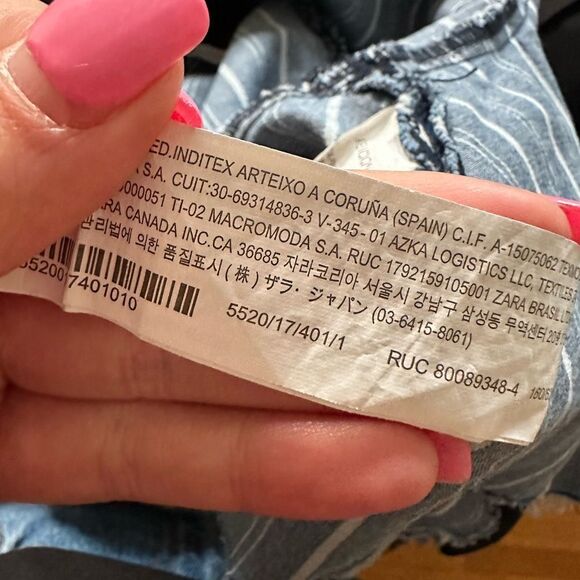 ED.INDITEX ARTEIXO A CORUÑA (SPAIN) C.I.F. A-15075062
S.A. CUIT:30-69314836-3 V-345-01 AZKA LOGISTICS LLC, TEXTILES
0000051 TI-02 MACROMODA S.A. RUC 1792159105001 ZARA BRASIL
ARA CANADA INC.CA 36685 자라코리아 서울시 강남구 삼성동 무역센터
관리법에 의한 품질표시 (株) ザラ・ジャパン (03-6415-8061)
05520017401010
5520/17/401/1
RUC 80089348-4